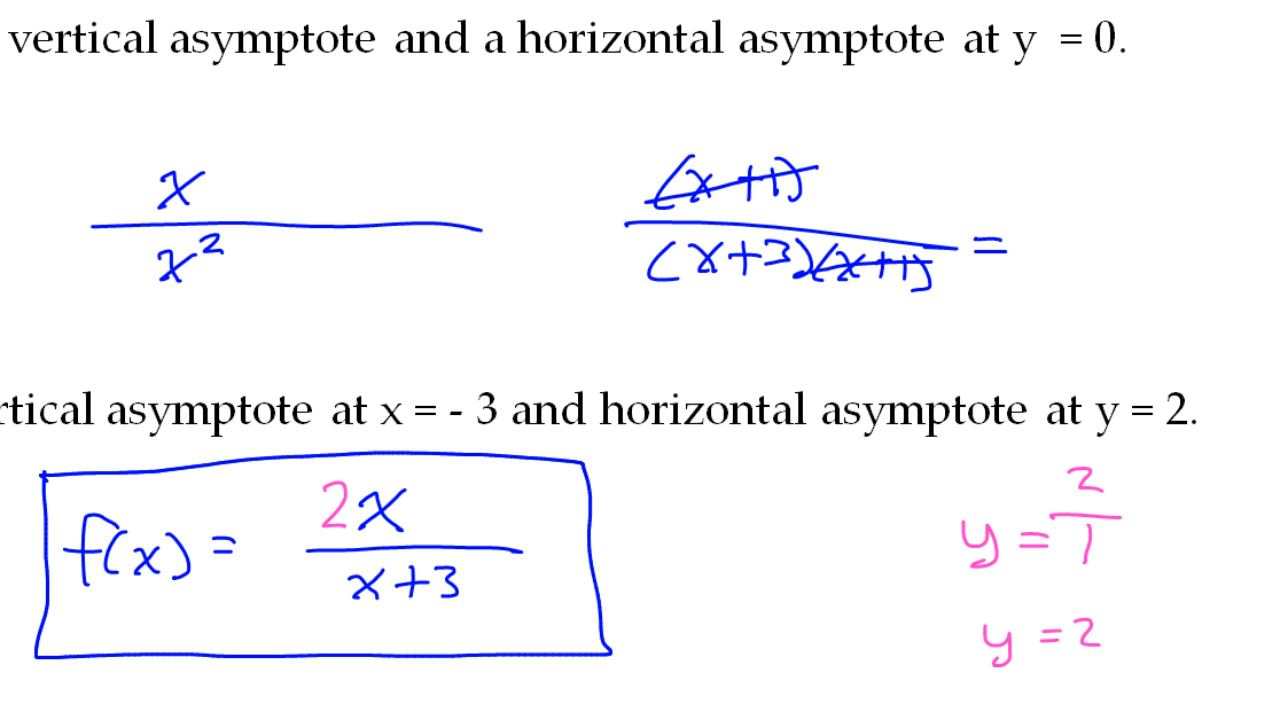 vertical asymptote and a horizontal asymptote at y = 0.
x
x²
(x+1)
(x+3)(x+1) =
rtical asymptote at x = - 3 and horizontal asymptote at y = 2.
f(x) = 2x
x+3
y = 2
1
y = 2